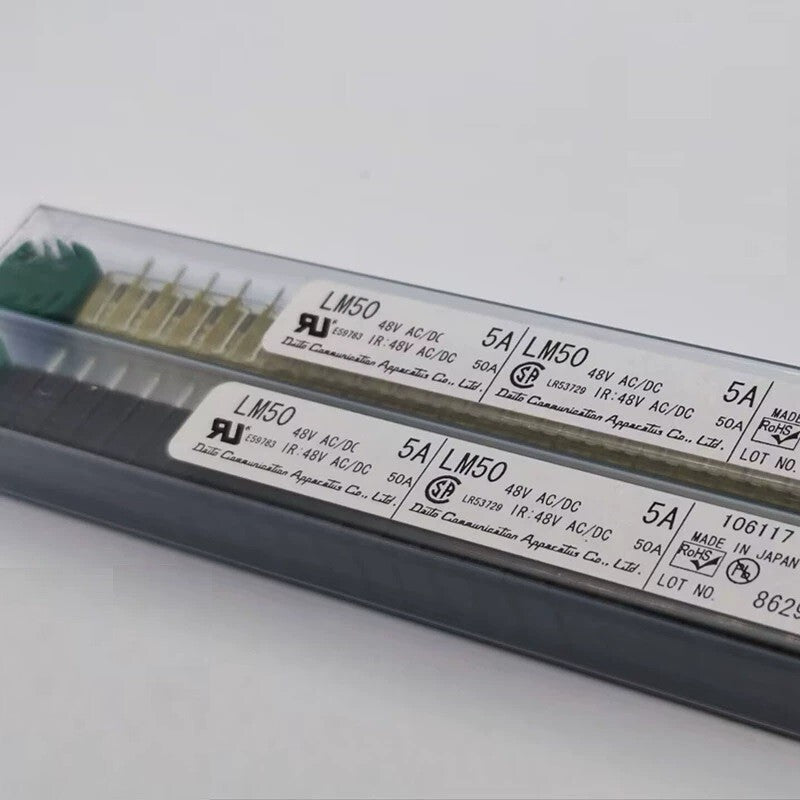 LM50 48V AC/DC 5A
E59783 IR:48V AC/DC 50A
Daito Communication Apparatus Co., Ltd.
LM50 48V AC/DC 5A
LR53729 IR:48V AC/DC 50A
Daito Communication Apparatus Co., Ltd.
MADE
RoHS
LOT NO.
LM50 48V AC/DC 5A
E59783 IR:48V AC/DC 50A
Daito Communication Apparatus Co., Ltd.
LM50 48V AC/DC 5A
LR53729 IR:48V AC/DC 50A
Daito Communication Apparatus Co., Ltd.
106117
MADE IN JAPAN
RoHS Pb
LOT NO. 8629